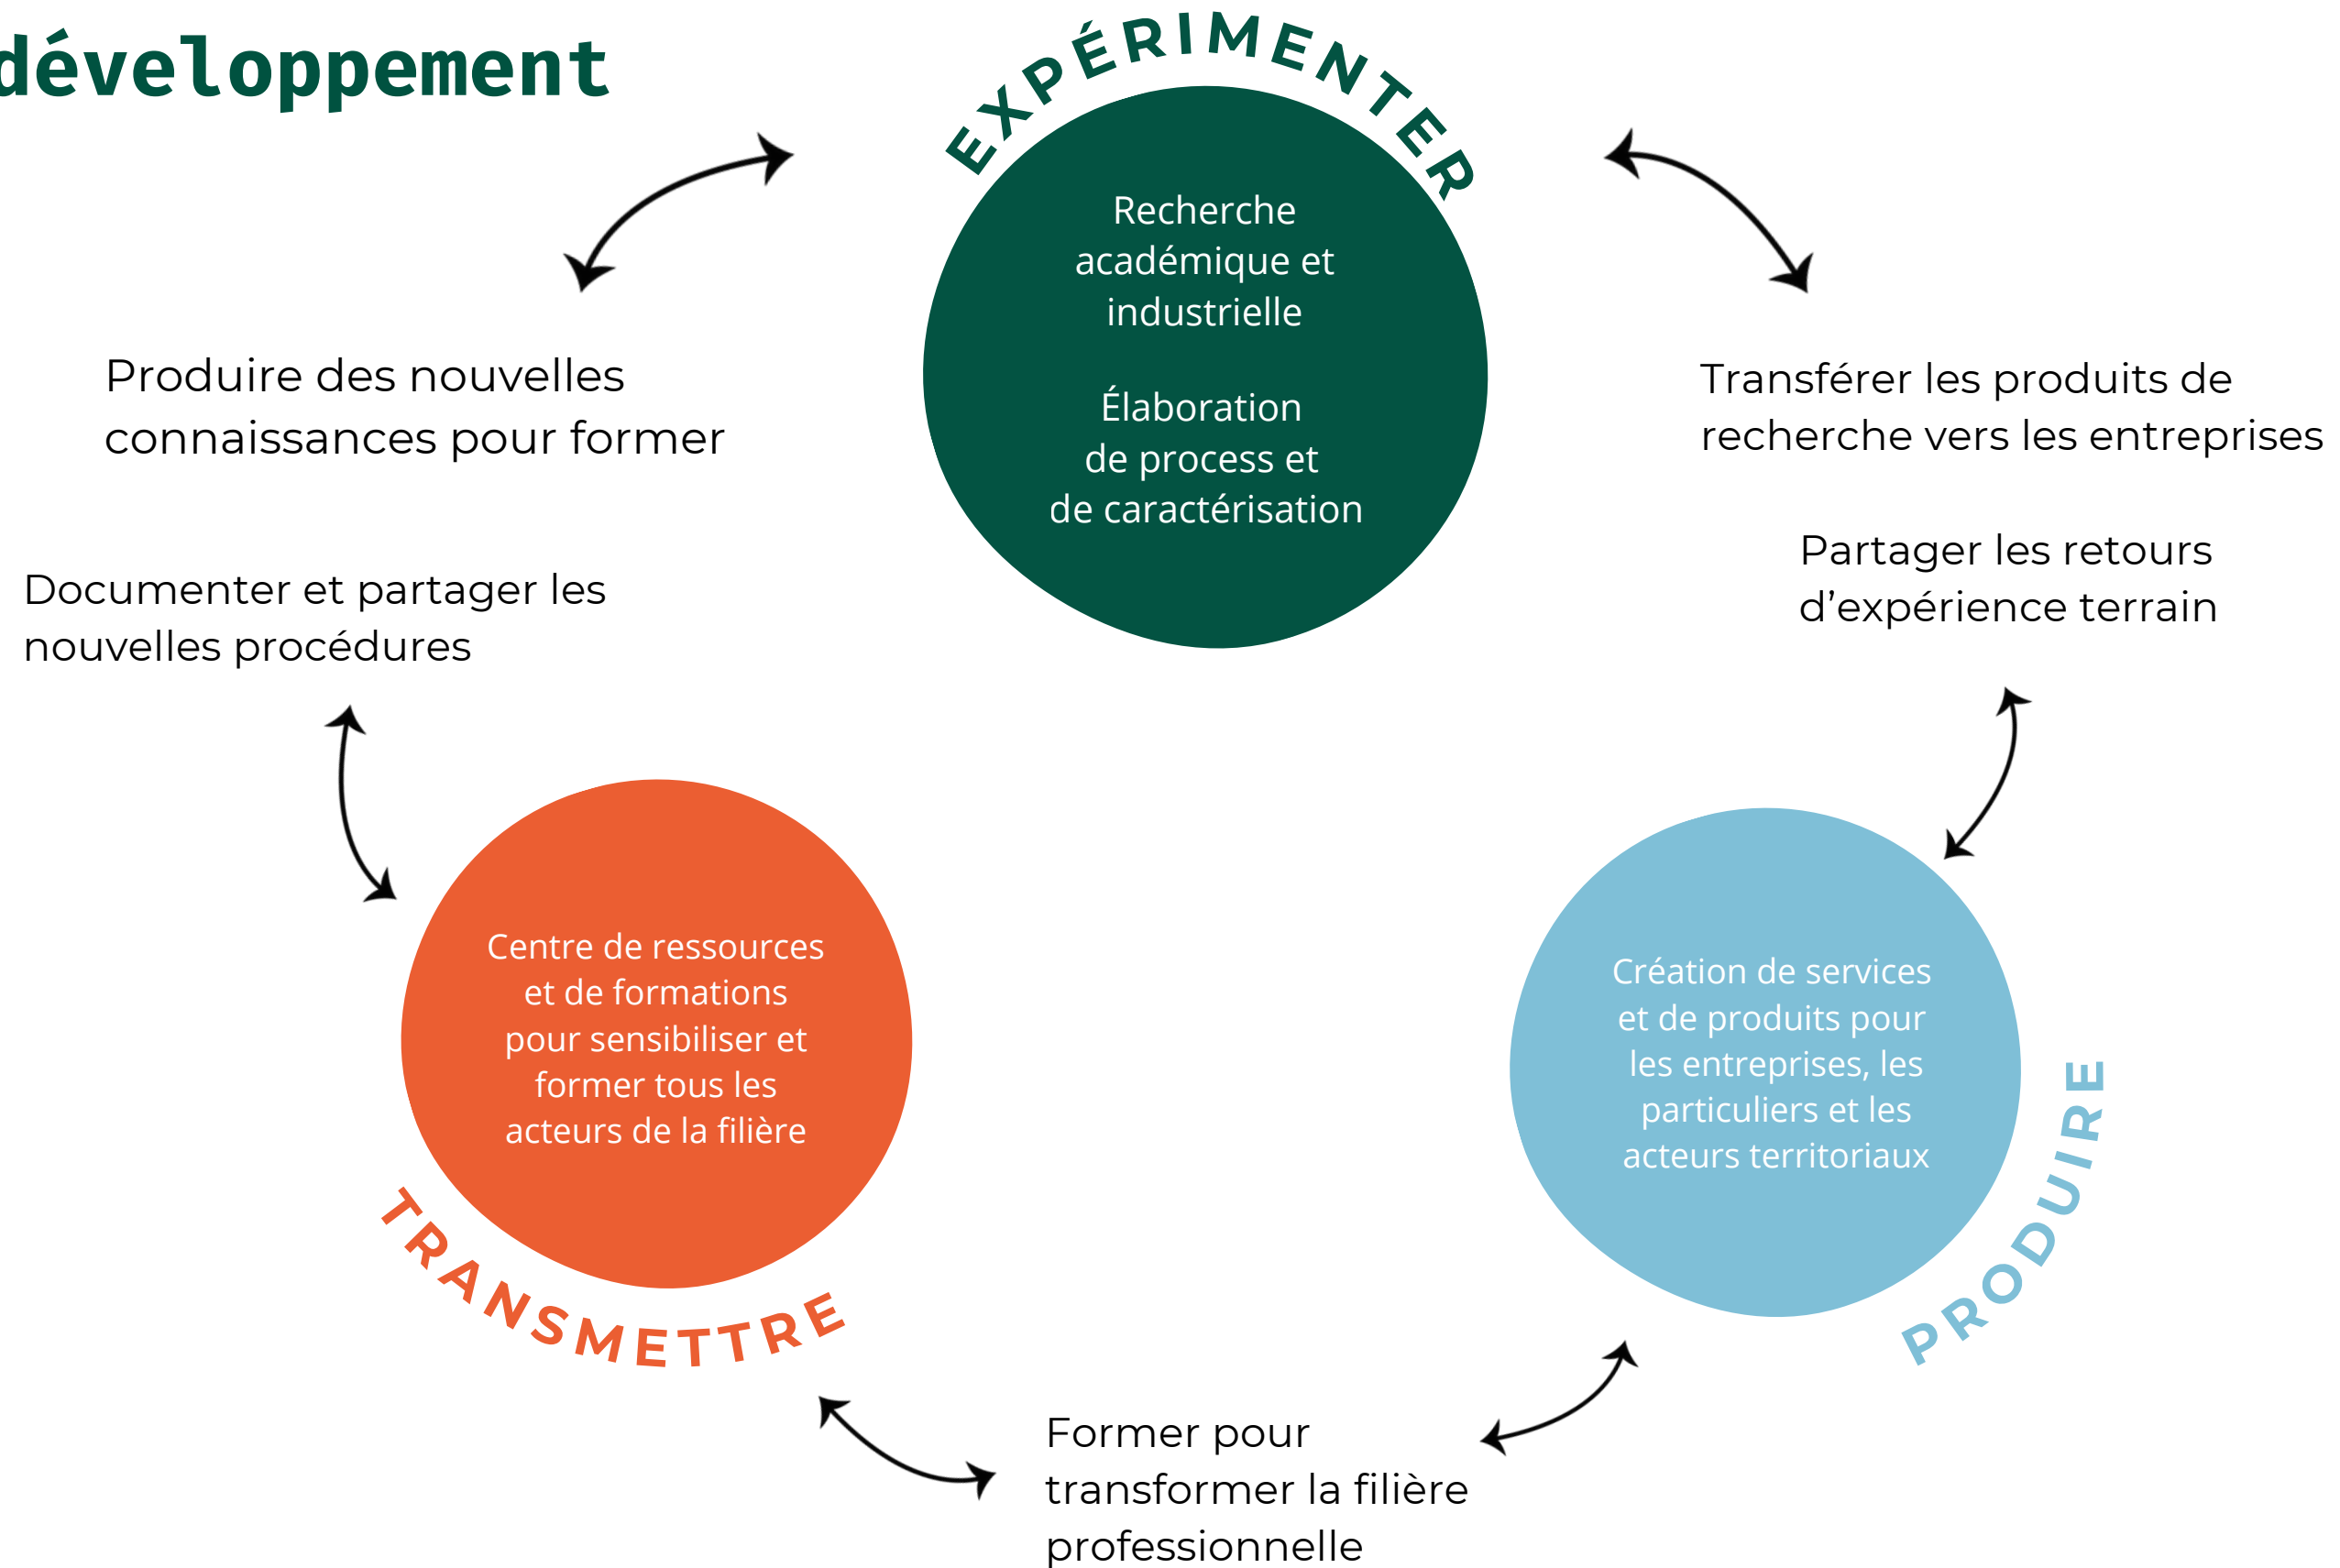 développement
EXPÉRIMENTER
Recherche
académique et
industrielle
Élaboration
de process et
de caractérisation
Produire des nouvelles
connaissances pour former
Documenter et partager les
nouvelles procédures
Transférer les produits de
recherche vers les entreprises
Partager les retours
d’expérience terrain
Centre de ressources
et de formations
pour sensibiliser et
former tous les
acteurs de la filière
TRANSMETTRE
Création de services
et de produits pour
les entreprises, les
particuliers et les
acteurs territoriaux
PRODUIRE
Former pour
transformer la filière
professionnelle